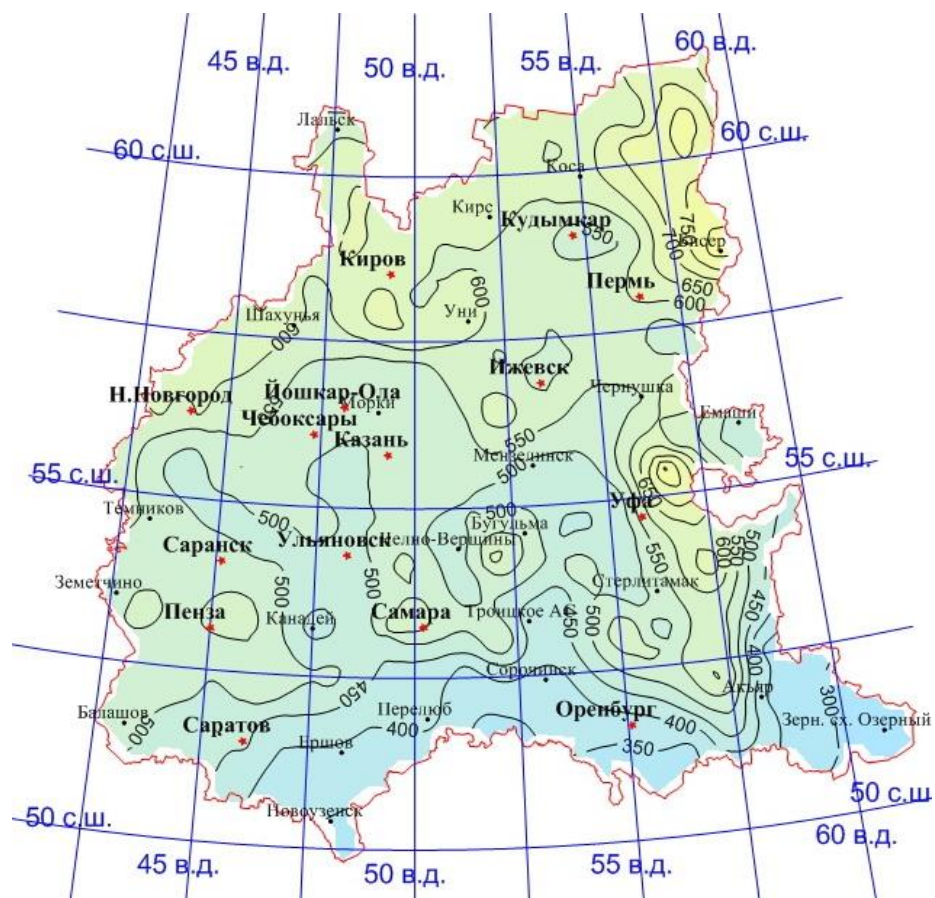 45 в.д.
50 в.д.
55 в.д.
60 в.д.
Лальск
60 с.ш.
60 с.ш.
Коса
Кирс
Кудымкар
550
750
700
Бисер
Киров
650
Пермь
600
600
Уни
Шахунья
600
Ижевск
Н.Новгород
Йошкар-Ола
Морки
Чернушка
Емаши
Чебоксары
Казань
550
55 с.ш.
Мензелинск
500
55 с.ш.
650
Уфа
Темников
500
500
Бугульма
Саранск
Ульяновск
Челно-Вершины
500
550
550
600
Земетчино
500
500
Стерлитамак
450
Пенза
Канадей
Самара
Троицкое АС
450
500
400
Сорочинск
450
Акъяр
300
Балашов
500
Саратов
Перелюб
400
Оренбург
400
Зерн. сх. Озерный
Ершов
350
50 с.ш.
Новоузенск
50 с.ш.
45 в.д.
50 в.д.
55 в.д.
60 в.д.